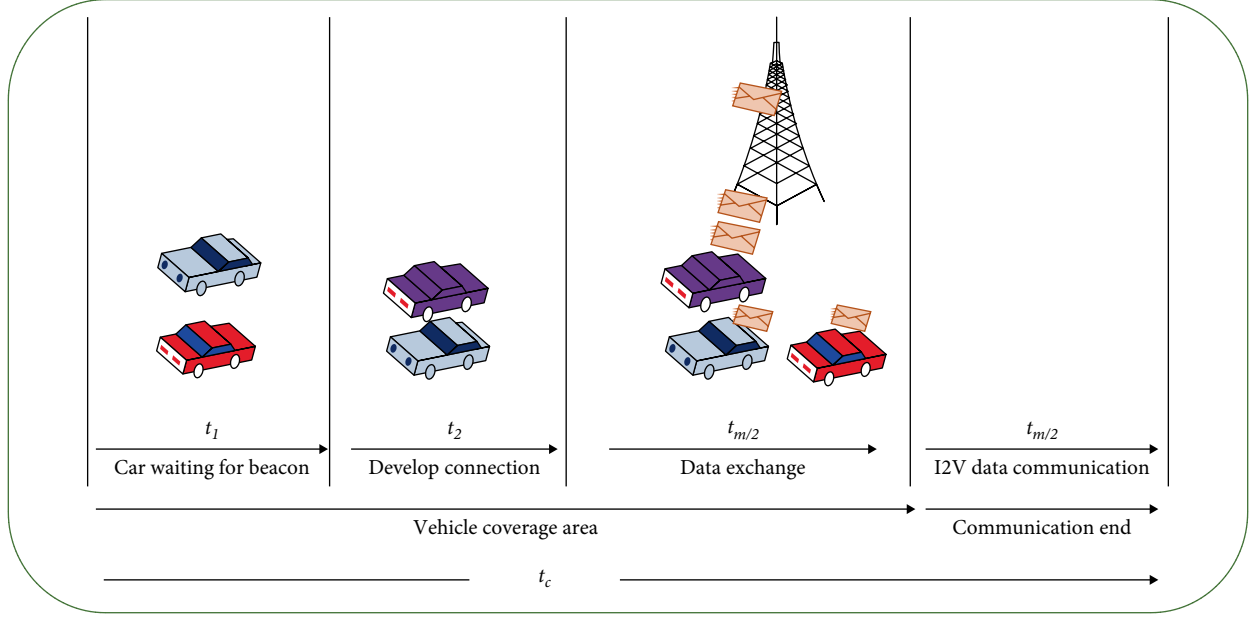 t1
t2
tm/2
tm/2
Car waiting for beacon
Develop connection
Data exchange
I2V data communication
Vehicle coverage area
Communication end
tc